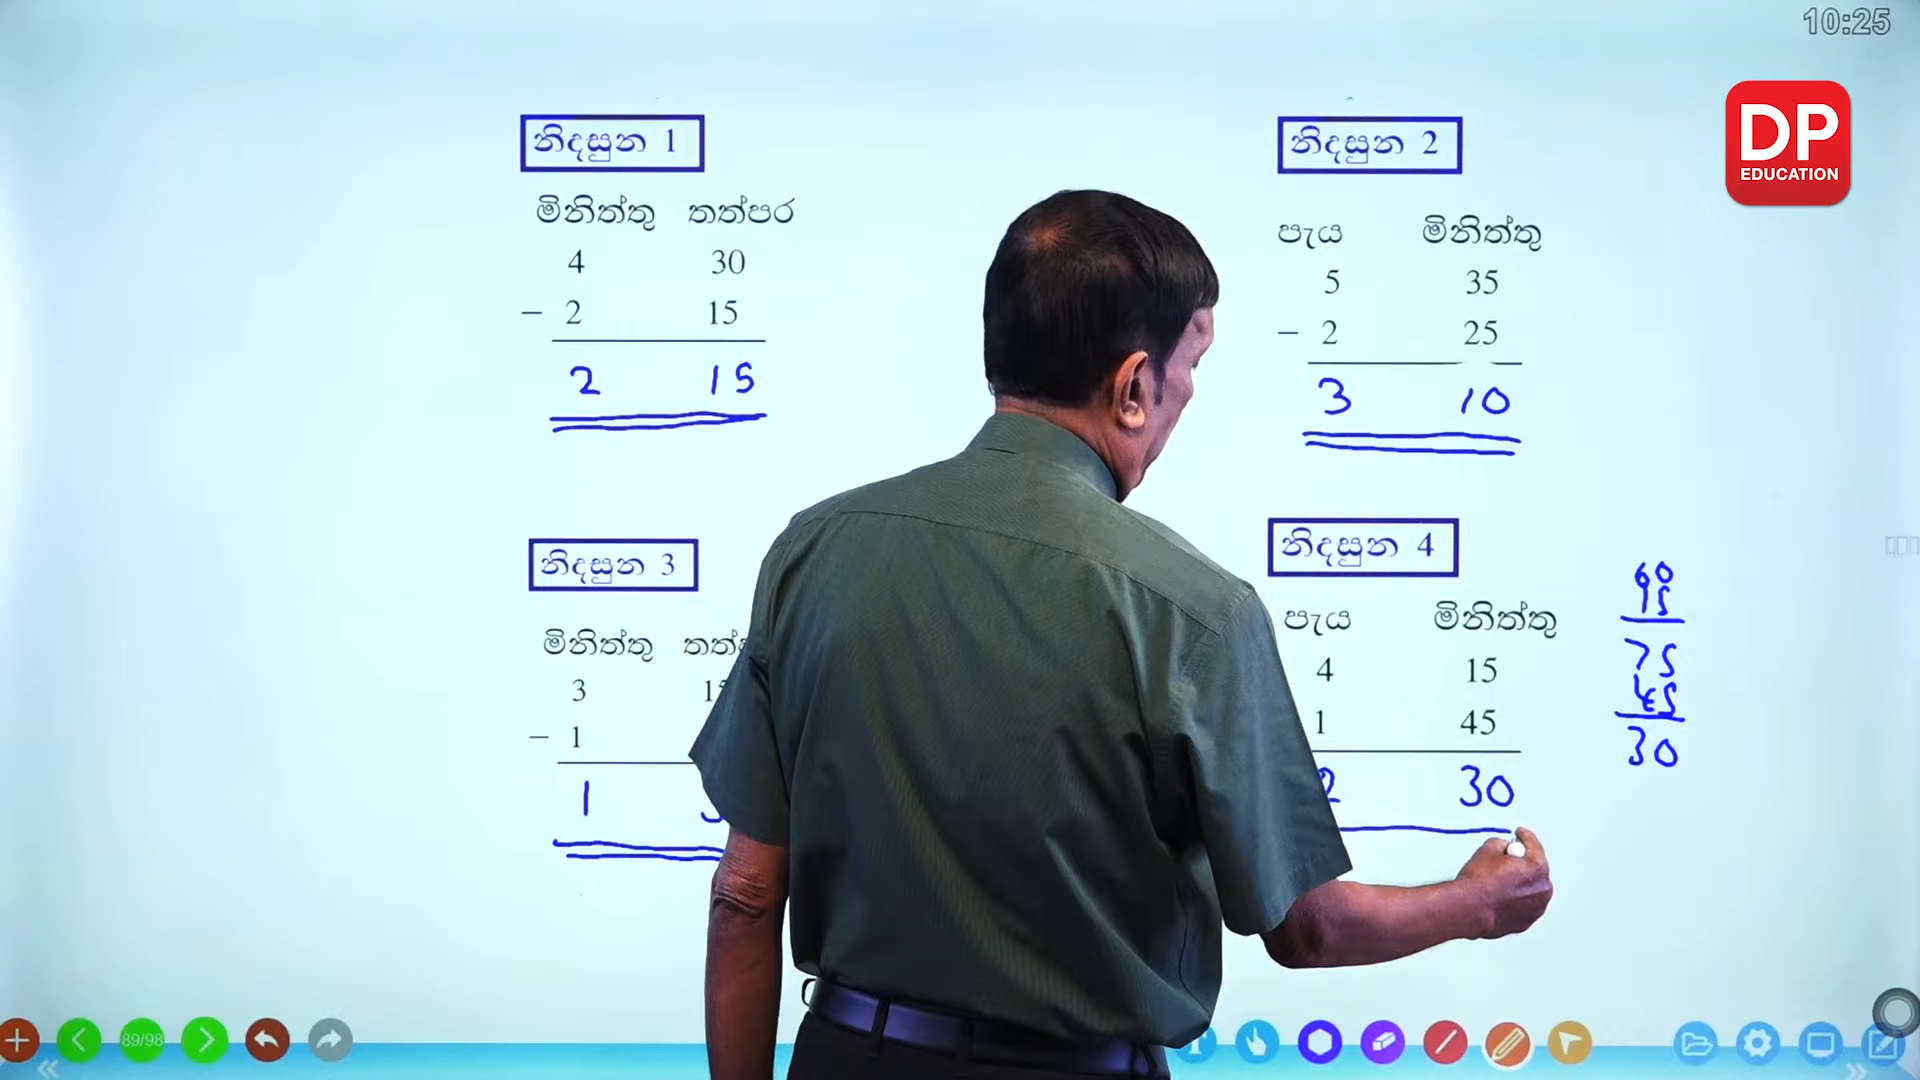 10:25
DP
EDUCATION
නිදසුන 1
මිනිත්තු තත්පර
4 30
− 2 15
2 15
නිදසුන 2
පැය මිනිත්තු
5 35
− 2 25
3 10
නිදසුන 3
මිනිත්තු
3
− 1
1
නිදසුන 4
පැය මිනිත්තු
4 15
1 45
2 30
60
15
75
45
30
89/98